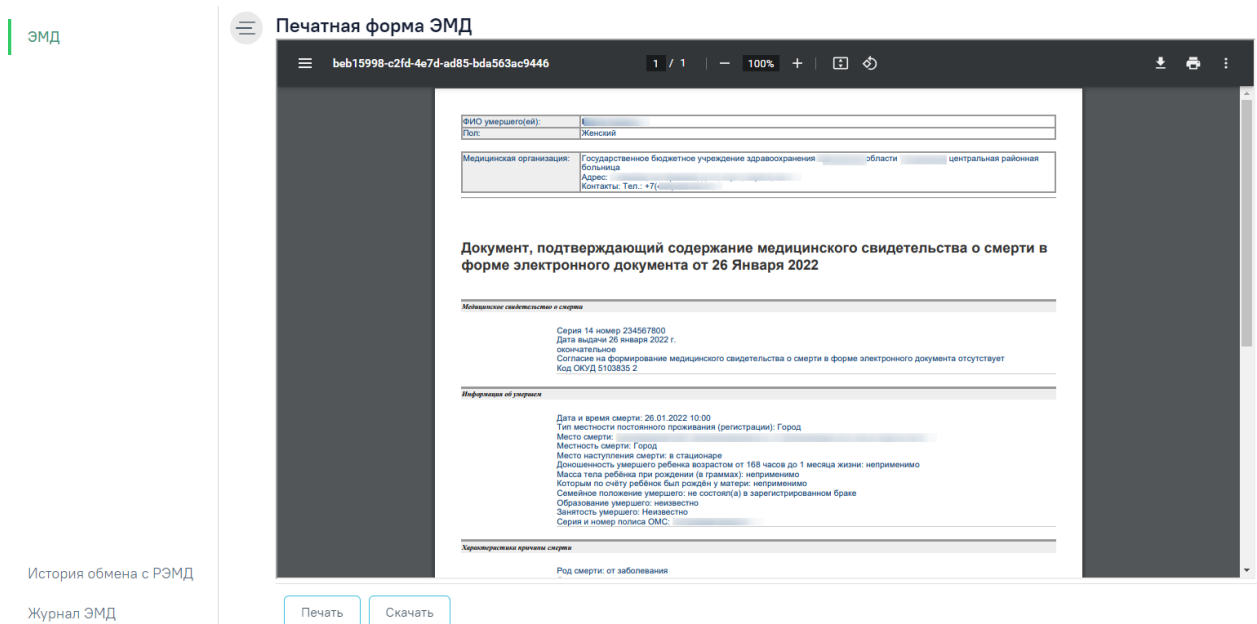 ЭМД
Печатная форма ЭМД
beb15998-c2fd-4e7d-ad85-bda563ac9446
1 / 1
100%
ФИО умершего(ей):
Пол: Женский
Медицинская организация: Государственное бюджетное учреждение здравоохранения области центральная районная
больница
Адрес:
Контакты: Тел.: +7(
Документ, подтверждающий содержание медицинского свидетельства о смерти в
форме электронного документа от 26 Января 2022
Медицинское свидетельство о смерти
Серия 14 номер 234567800
Дата выдачи 26 января 2022 г.
окончательное
Согласие на формирование медицинского свидетельства о смерти в форме электронного документа отсутствует
Код ОКУД 5103835 2
Информация об умершем
Дата и время смерти: 26.01.2022 10:00
Тип местности постоянного проживания (регистрации): Город
Место смерти:
Местность смерти: Город
Место наступления смерти: в стационаре
Доношенность умершего ребенка возрастом от 168 часов до 1 месяца жизни: неприменимо
Масса тела ребёнка при рождении (в граммах): неприменимо
Которым по счёту ребёнок был рождён у матери: неприменимо
Семейное положение умершего: не состоял(а) в зарегистрированном браке
Образование умершего: неизвестно
Занятость умершего: Неизвестно
Серия и номер полиса ОМС:
Характеристика причины смерти
Род смерти: от заболевания
История обмена с РЭМД
Журнал ЭМД
Печать
Скачать